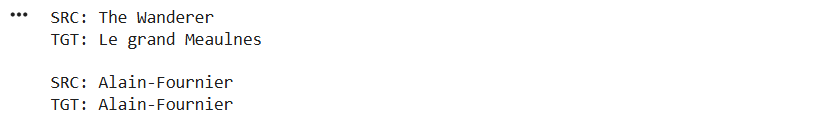 SRC: The Wanderer
TGT: Le grand Meaulnes
SRC: Alain-Fournier
TGT: Alain-Fournier